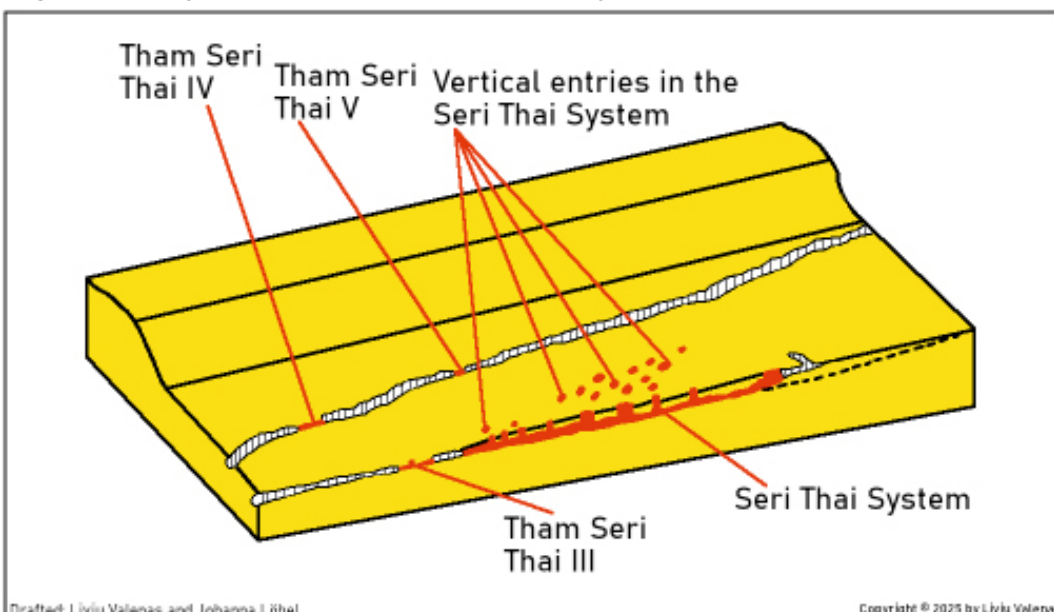 Tham Seri
Thai IV
Tham Seri
Thai V
Vertical entries in the
Seri Thai System
Seri Thai System
Tham Seri
Thai III
Drafted: Liviu Valenas and Johanna Löbel
Copyright © 2025 by Liviu Valenas